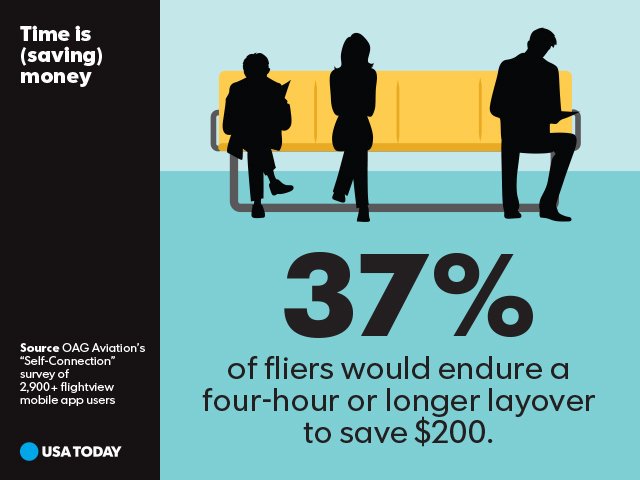 Time is
(saving)
money
37%
of fliers would endure a
four-hour or longer layover
to save $200.
Source OAG Aviation's
“Self-Connection”
survey of
2,900+ flightview
mobile app users
USA TODAY